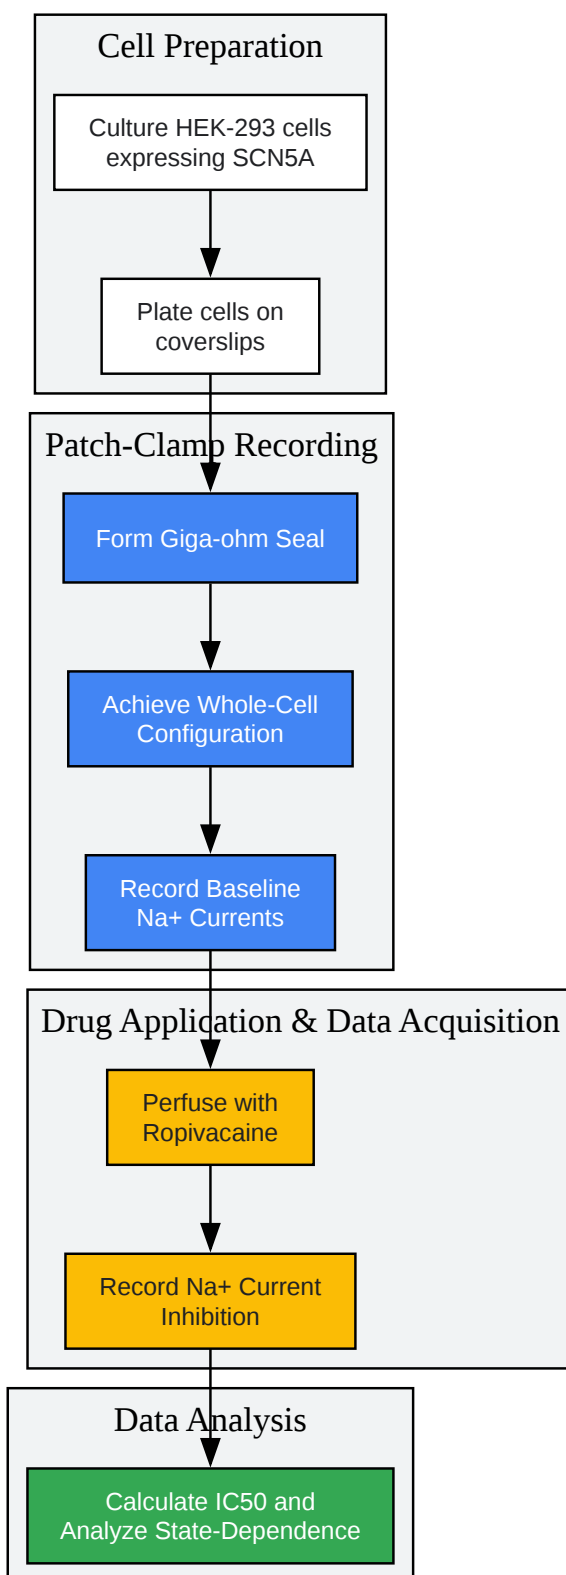 Cell Preparation
Culture HEK-293 cells
expressing SCN5A
Plate cells on
coverslips
Patch-Clamp Recording
Form Giga-ohm Seal
Achieve Whole-Cell
Configuration
Record Baseline
Na+ Currents
Drug Application & Data Acquisition
Perfuse with
Ropivacaine
Record Na+ Current
Inhibition
Data Analysis
Calculate IC50 and
Analyze State-Dependence